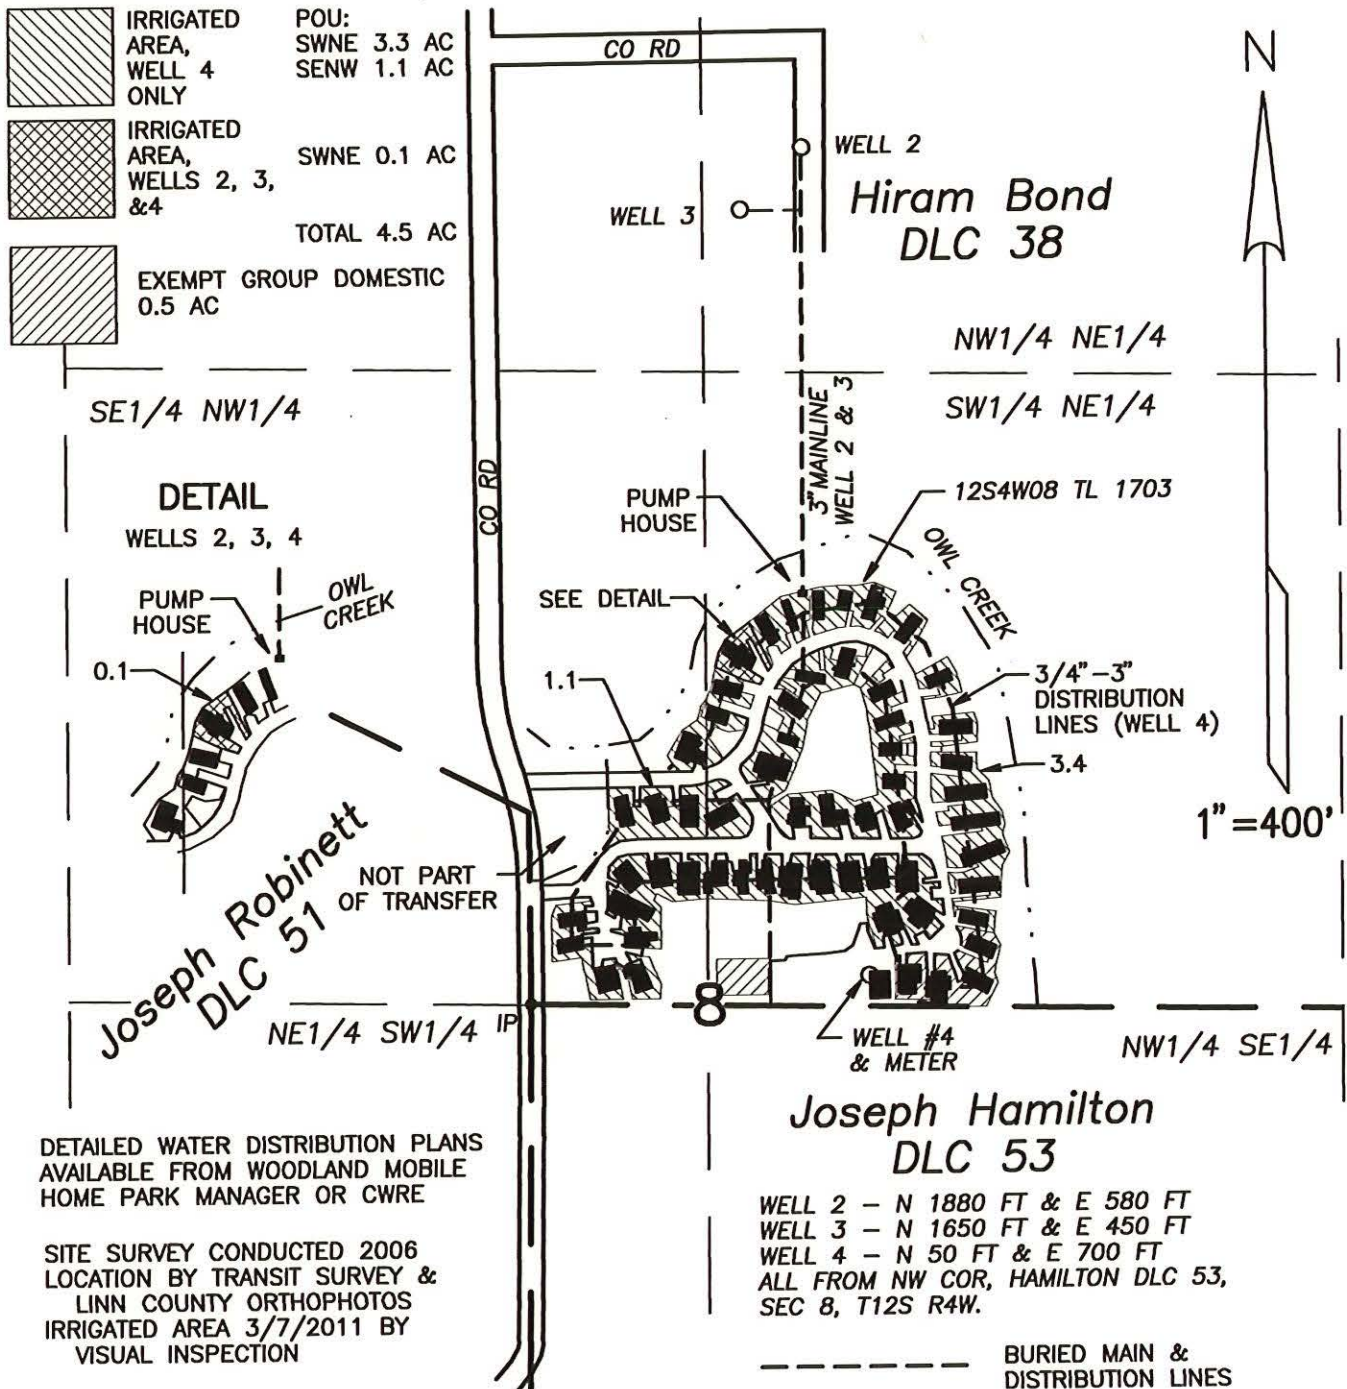 IRRIGATED
AREA,
WELL 4
ONLY
POU:
SWNE 3.3 AC
SENW 1.1 AC
IRRIGATED
AREA,
WELLS 2, 3,
&4
SWNE 0.1 AC
TOTAL 4.5 AC
EXEMPT GROUP DOMESTIC
0.5 AC
CO RD
N
WELL 2
WELL 3
Hiram Bond
DLC 38
NW1/4 NE1/4
SE1/4 NW1/4
SW1/4 NE1/4
3" MAINLINE
WELL 2 & 3
CO RD
DETAIL
WELLS 2, 3, 4
PUMP
HOUSE
OWL
CREEK
0.1
PUMP
HOUSE
12S4W08 TL 1703
OWL CREEK
SEE DETAIL
1.1
3/4"-3"
DISTRIBUTION
LINES (WELL 4)
3.4
1"=400'
Joseph Robinett
DLC 51
NOT PART
OF TRANSFER
NE1/4 SW1/4
IP
8
WELL #4
& METER
NW1/4 SE1/4
Joseph Hamilton
DLC 53
DETAILED WATER DISTRIBUTION PLANS
AVAILABLE FROM WOODLAND MOBILE
HOME PARK MANAGER OR CWRE
SITE SURVEY CONDUCTED 2006
LOCATION BY TRANSIT SURVEY &
LINN COUNTY ORTHOPHOTOS
IRRIGATED AREA 3/7/2011 BY
VISUAL INSPECTION
WELL 2 - N 1880 FT & E 580 FT
WELL 3 - N 1650 FT & E 450 FT
WELL 4 - N 50 FT & E 700 FT
ALL FROM NW COR, HAMILTON DLC 53,
SEC 8, T12S R4W.
BURIED MAIN &
DISTRIBUTION LINES